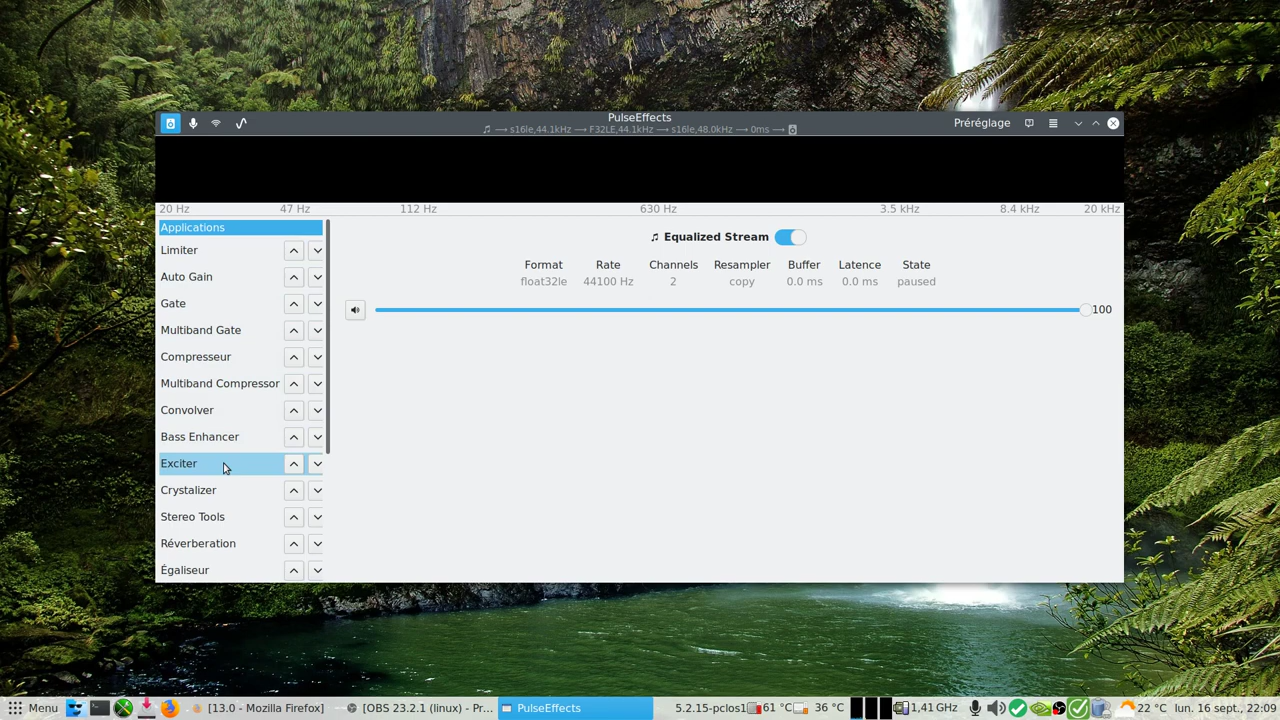 PulseEffects
s16le,44.1kHz ⟶ F32LE,44.1kHz ⟶ s16le,48.0kHz ⟶ 0ms ⟶
Préréglage
20 Hz 47 Hz 112 Hz 630 Hz 3.5 kHz 8.4 kHz 20 kHz
Applications
Limiter
Auto Gain
Gate
Multiband Gate
Compresseur
Multiband Compressor
Convolver
Bass Enhancer
Exciter
Crystalizer
Stereo Tools
Réverberation
Égaliseur
Equalized Stream
Format Rate Channels Resampler Buffer Latence State
float32le 44100 Hz 2 copy 0.0 ms 0.0 ms paused
100
Menu [13.0 - Mozilla Firefox] [OBS 23.2.1 (linux) - Pr... PulseEffects 5.2.15-pclos1 61 °C 36 °C 1,41 GHz 22 °C lun. 16 sept., 22:09